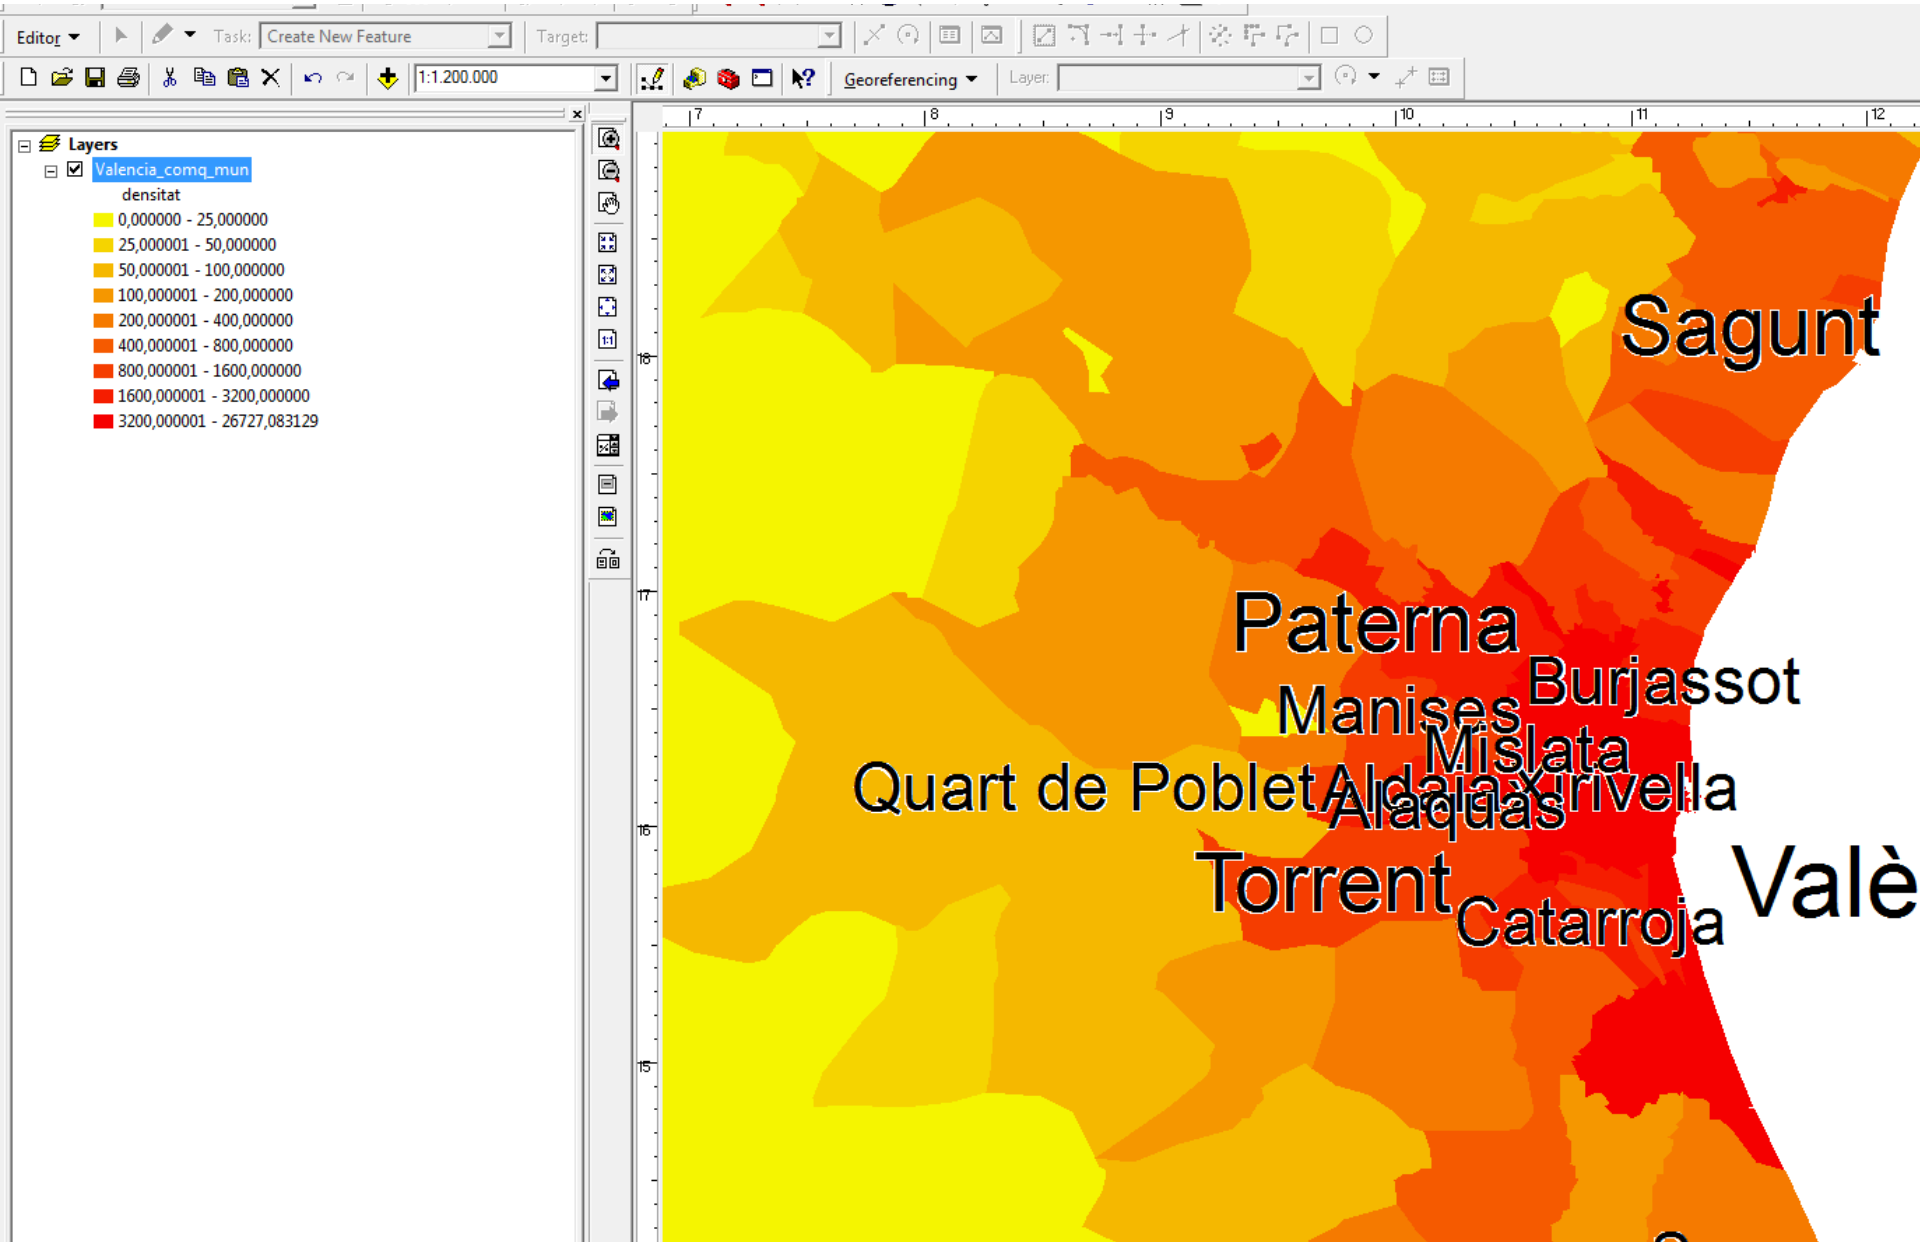 Editor
Task:
Create New Feature
Target:
1:1.200.000
Georeferencing
Layer:
Layers
Valencia_comq_mun
densitat
0,000000 - 25,000000
25,000001 - 50,000000
50,000001 - 100,000000
100,000001 - 200,000000
200,000001 - 400,000000
400,000001 - 800,000000
800,000001 - 1600,000000
1600,000001 - 3200,000000
3200,000001 - 26727,083129
1:1
7 8 9 10 11 12
18
17
16
15
Sagunt
Paterna
Burjassot
Manises
Mislata
Quart de Poblet Aldaia Xirivella
Alaquàs
Torrent
Valè
Catarroja